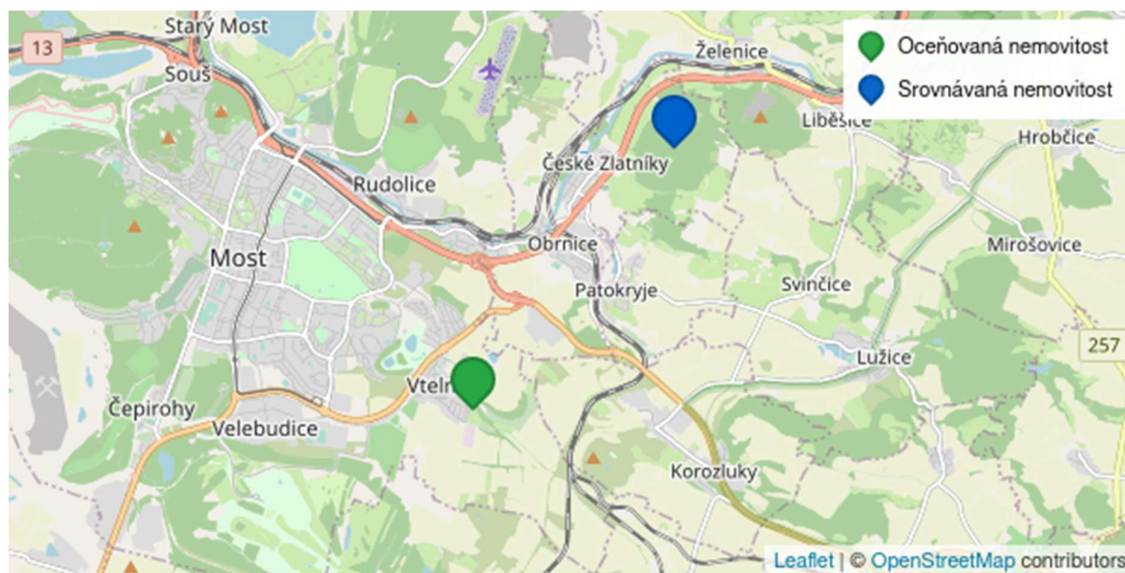 Starý Most
13
Souš
Želenice
Oceňovaná nemovitost
Srovnávaná nemovitost
Liběšice
Hrobčice
České Zlatníky
Rudolice
Obrnice
Mirošovice
Most
Patokryje
Svinčice
257
Lužice
Čepirohy
Velebudice
Korozluky
Leaflet | © OpenStreetMap contributors